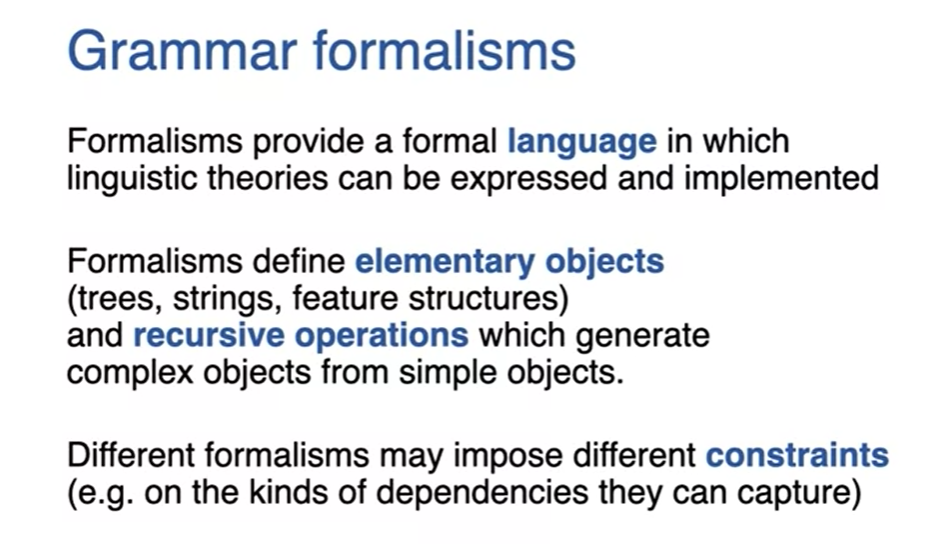 Grammar formalisms
Formalisms provide a formal language in which
linguistic theories can be expressed and implemented
Formalisms define elementary objects
(trees, strings, feature structures)
and recursive operations which generate
complex objects from simple objects.
Different formalisms may impose different constraints
(e.g. on the kinds of dependencies they can capture)